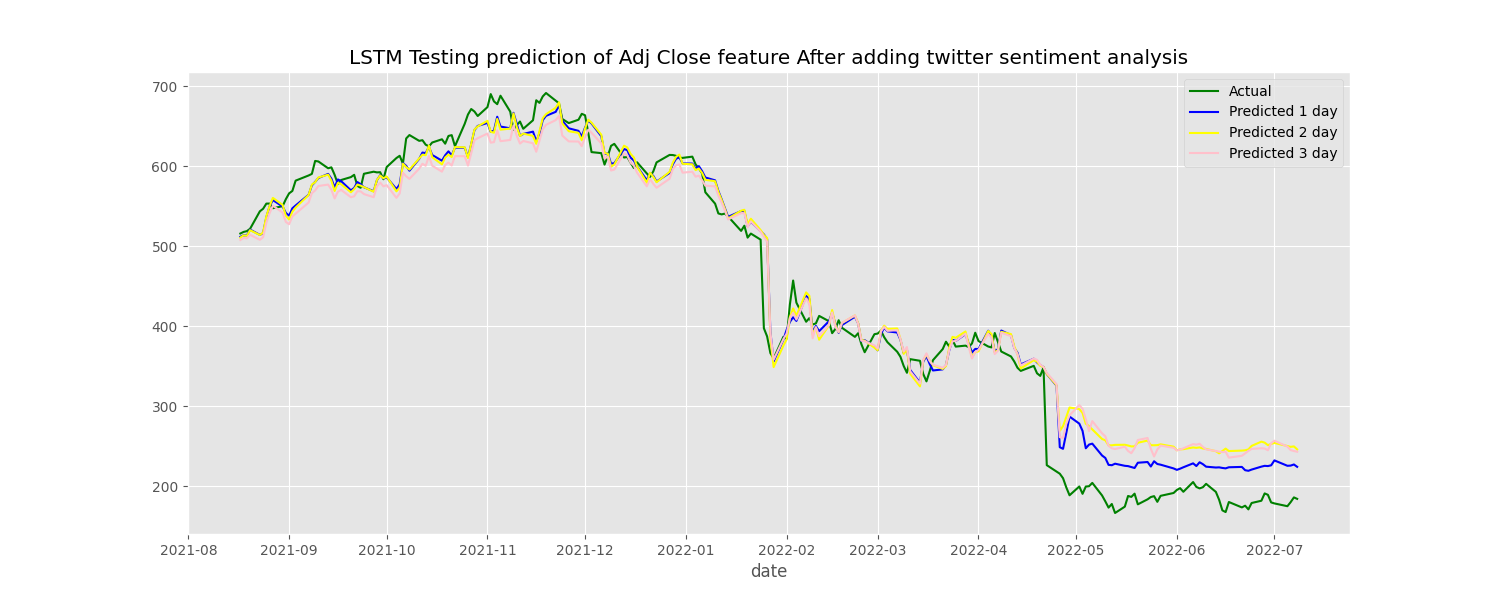 LSTM Testing prediction of Adj Close feature After adding twitter sentiment analysis
Actual
Predicted 1 day
Predicted 2 day
Predicted 3 day
700
600
500
400
300
200
2021-08 2021-09 2021-10 2021-11 2021-12 2022-01 2022-02 2022-03 2022-04 2022-05 2022-06 2022-07
date